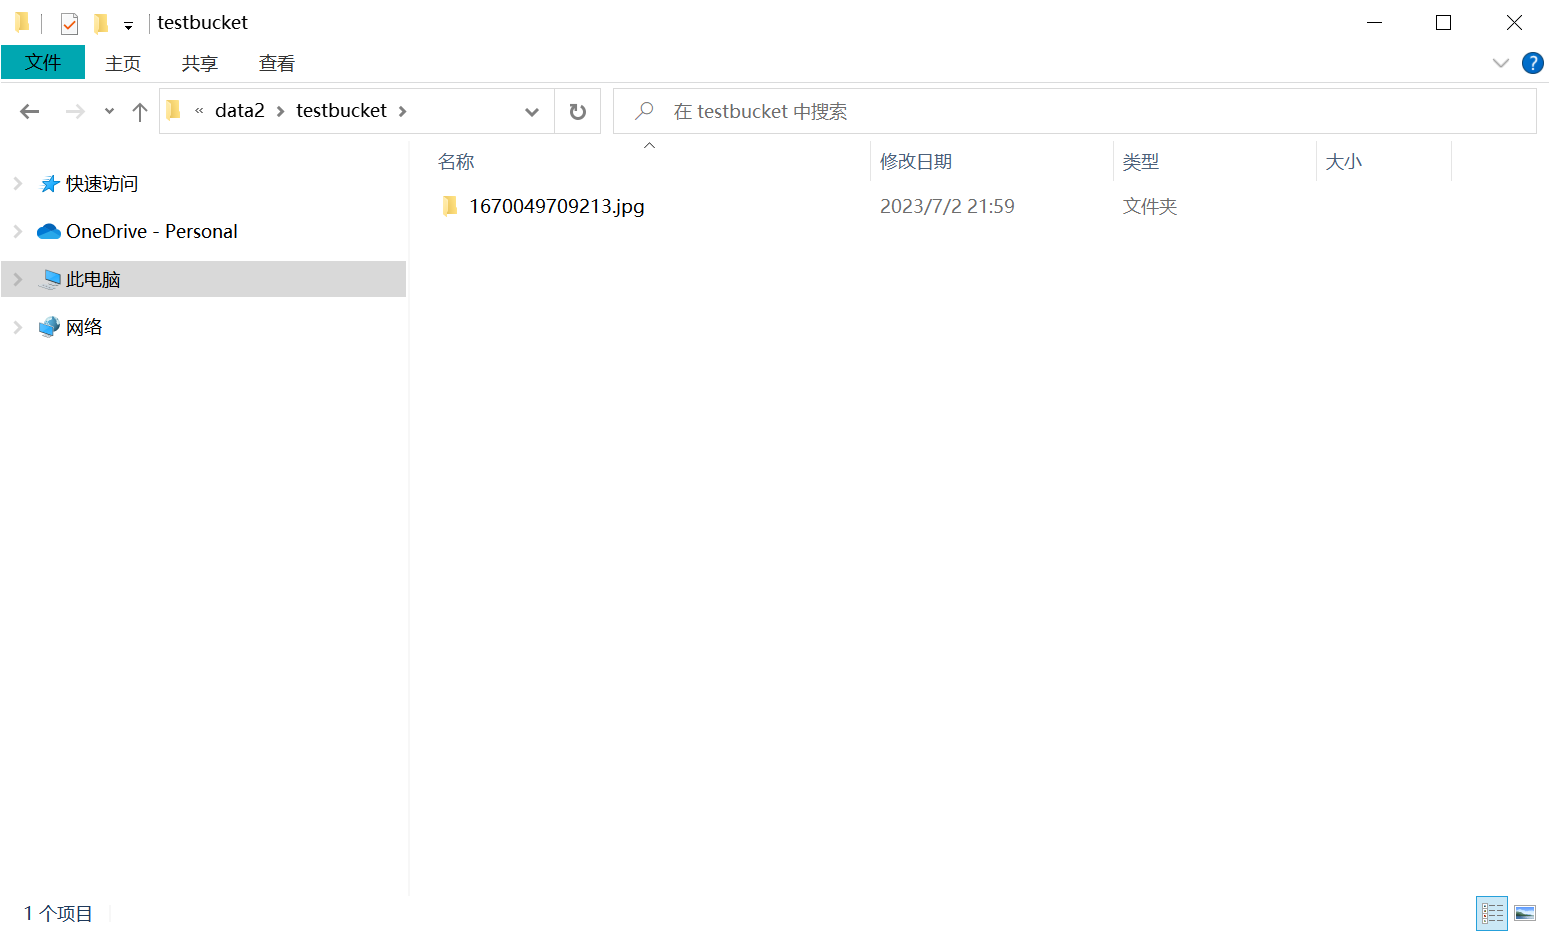 testbucket
文件 主页 共享 查看 ?
« data2 > testbucket > 在 testbucket 中搜索
名称 修改日期 类型 大小
快速访问
1670049709213.jpg 2023/7/2 21:59 文件夹
OneDrive - Personal
此电脑
网络
1 个项目